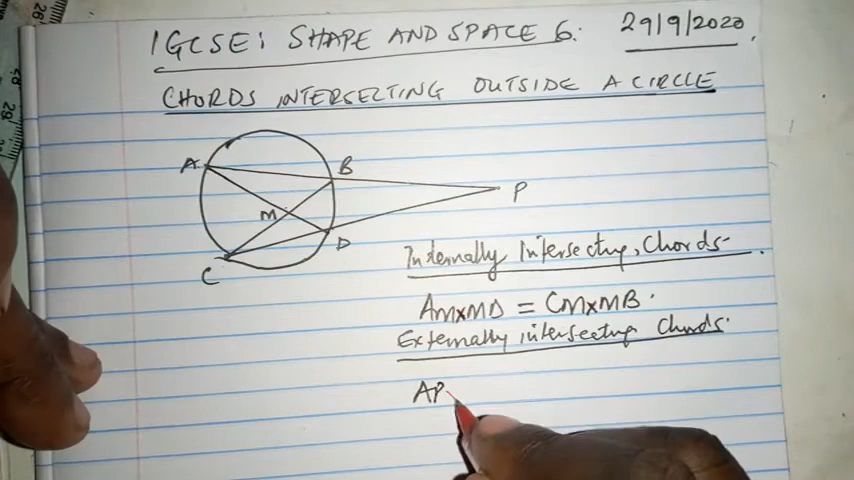 IGCSE: SHAPE AND SPACE 6. 29/9/2020
CHORDS INTERSECTING OUTSIDE A CIRCLE
A
B
P
M
D
C
Internally Intersecting Chords
AM×MD = CM×MB.
Externally intersecting Chords.
AP